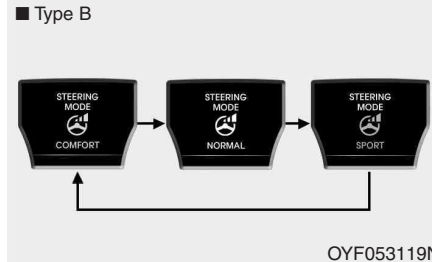 ■ Type B
STEERING
MODE
COMFORT
STEERING
MODE
NORMAL
STEERING
MODE
SPORT
OYF053119N